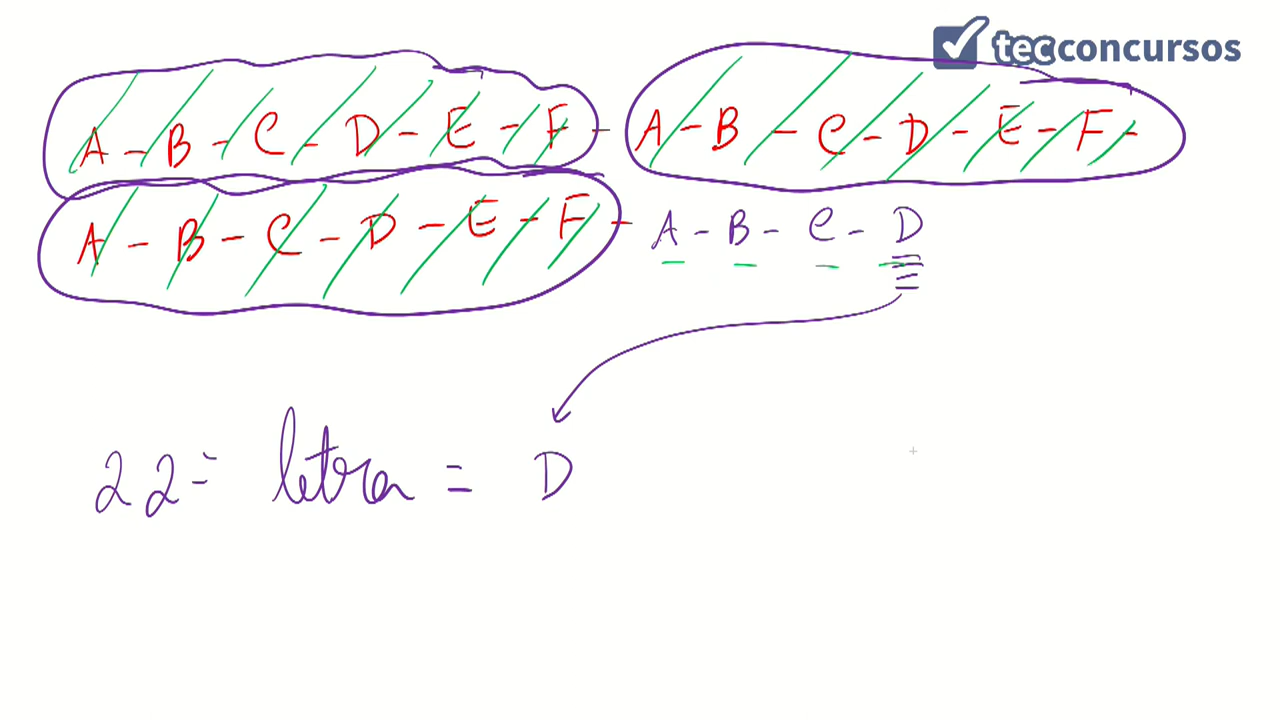 tecconcursos
A - B - C - D - E - F - A - B - C - D - E - F -
A - B - C - D - E - F - A - B - C - D
22ª letra = D